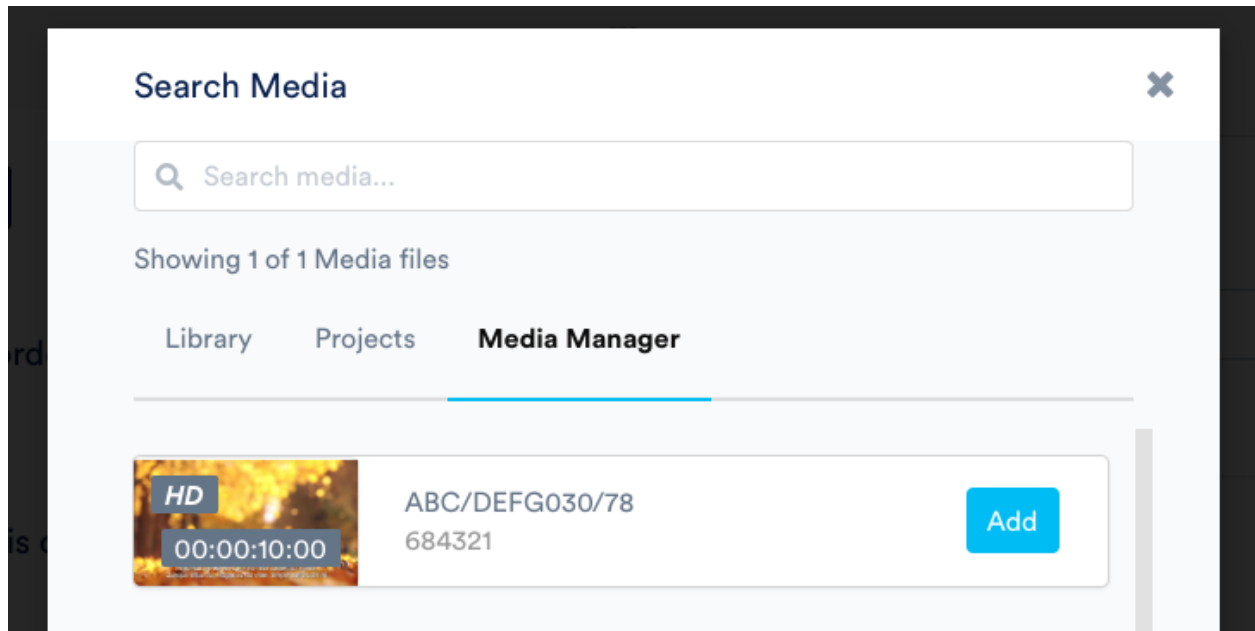 Search Media
Search media...
Showing 1 of 1 Media files
Library Projects Media Manager
HD
00:00:10:00
ABC/DEFG030/78
684321
Add